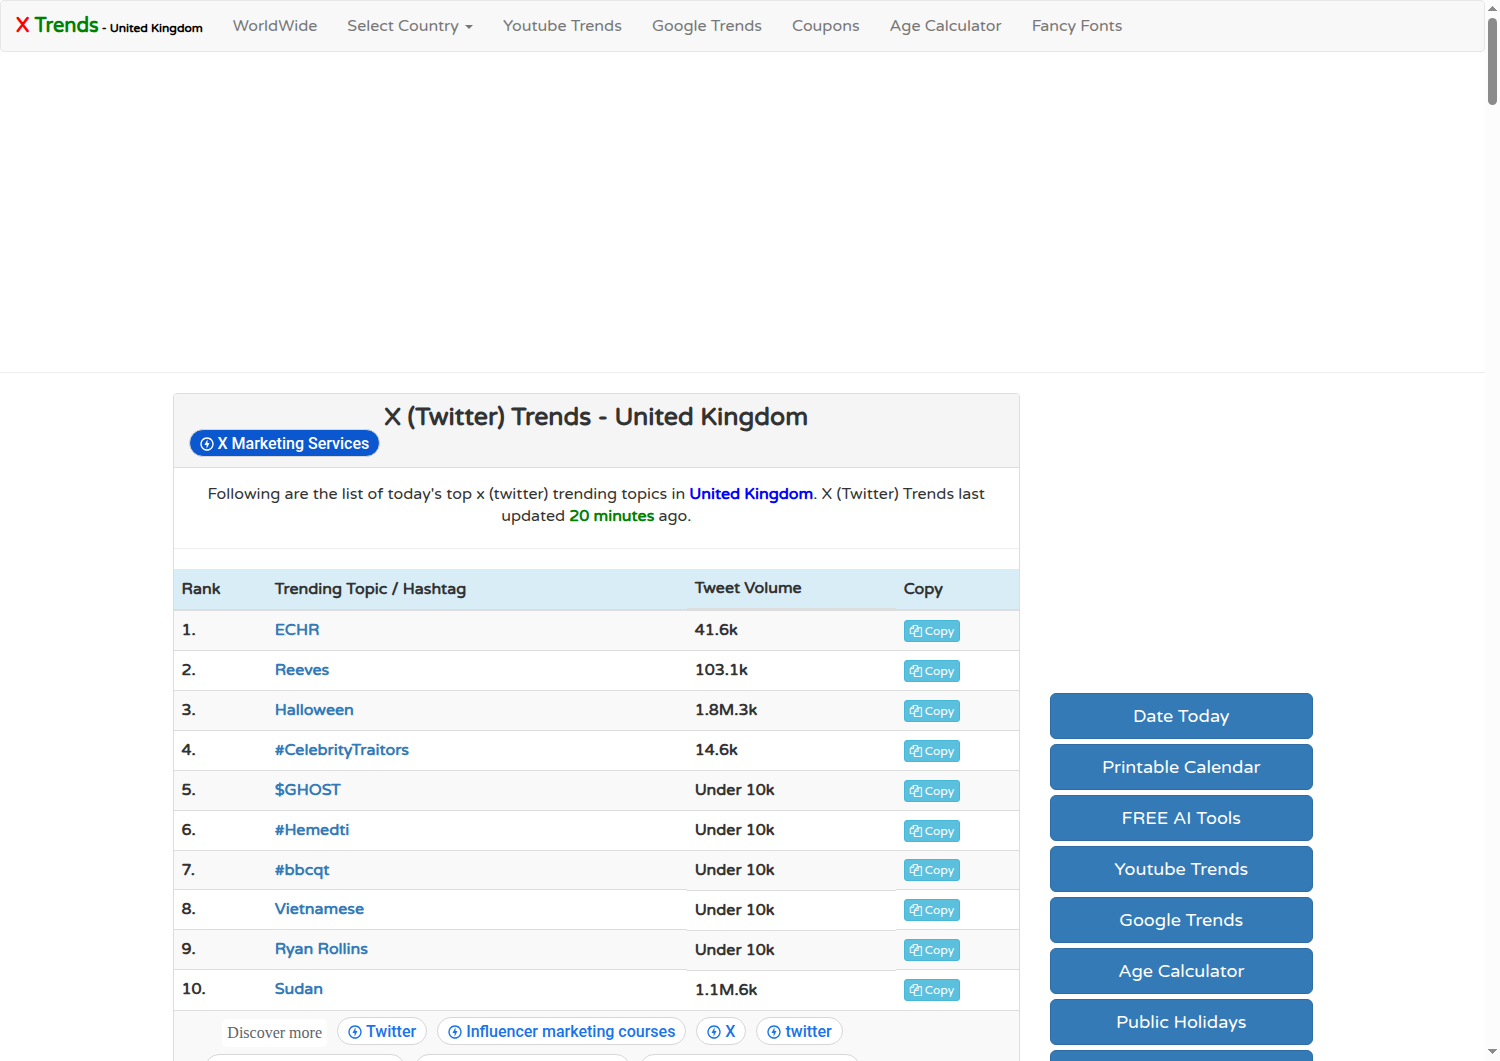 X Trends - United Kingdom WorldWide Select Country Youtube Trends Google Trends Coupons Age Calculator Fancy Fonts
X (Twitter) Trends - United Kingdom
X Marketing Services
Following are the list of today's top x (twitter) trending topics in United Kingdom. X (Twitter) Trends last
updated 20 minutes ago.
Rank Trending Topic / Hashtag Tweet Volume Copy
1. ECHR 41.6k Copy
2. Reeves 103.1k Copy
3. Halloween 1.8M.3k Copy
4. #CelebrityTraitors 14.6k Copy
5. $GHOST Under 10k Copy
6. #Hemedti Under 10k Copy
7. #bbcqt Under 10k Copy
8. Vietnamese Under 10k Copy
9. Ryan Rollins Under 10k Copy
10. Sudan 1.1M.6k Copy
Discover more Twitter Influencer marketing courses X twitter
Date Today
Printable Calendar
FREE AI Tools
Youtube Trends
Google Trends
Age Calculator
Public Holidays